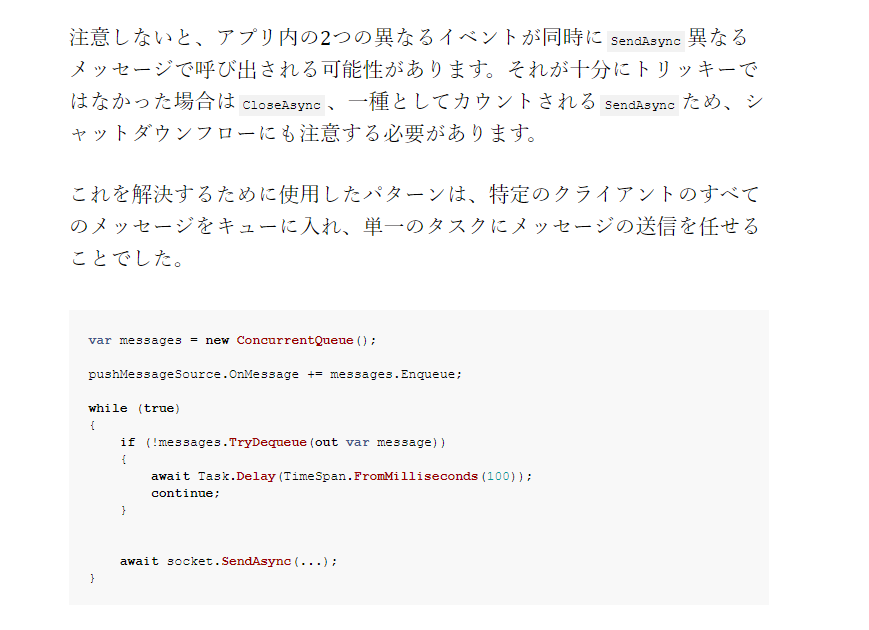 注意しないと、アプリ内の2つの異なるイベントが同時に SendAsync 異なる
メッセージで呼び出される可能性があります。それが十分にトリッキーで
はなかった場合は CloseAsync 、一種としてカウントされる SendAsync ため、シ
ャットダウンフローにも注意する必要があります。
これを解決するために使用したパターンは、特定のクライアントのすべて
のメッセージをキューに入れ、単一のタスクにメッセージの送信を任せる
ことでした。
var messages = new ConcurrentQueue();
pushMessageSource.OnMessage += messages.Enqueue;
while (true)
{
    if (!messages.TryDequeue(out var message))
    {
        await Task.Delay(TimeSpan.FromMilliseconds(100));
        continue;
    }
    await socket.SendAsync(...);
}